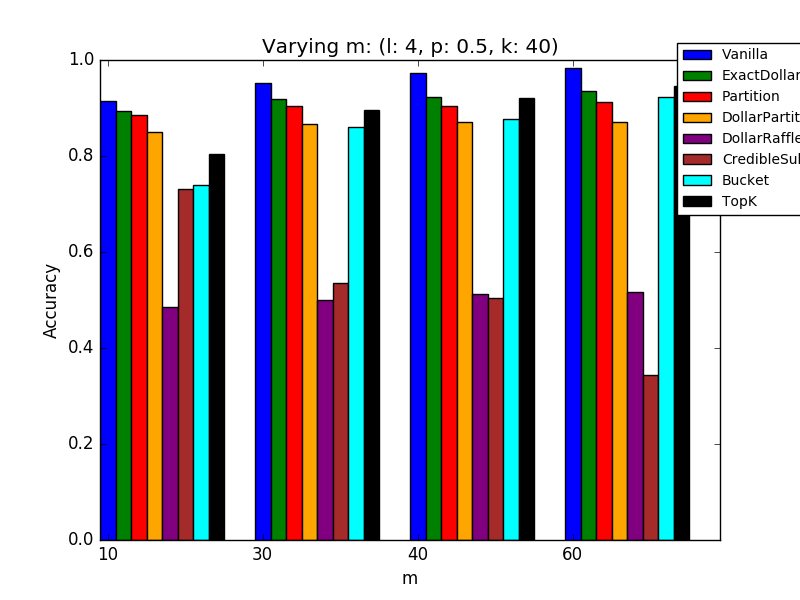 Varying m: (l: 4, p: 0.5, k: 40)
Vanilla
ExactDollar
Partition
DollarPartit
DollarRaffle
CredibleSu
Bucket
TopK
1.0
0.8
0.6
0.4
0.2
0.0
Accuracy
10 30 40 60
m